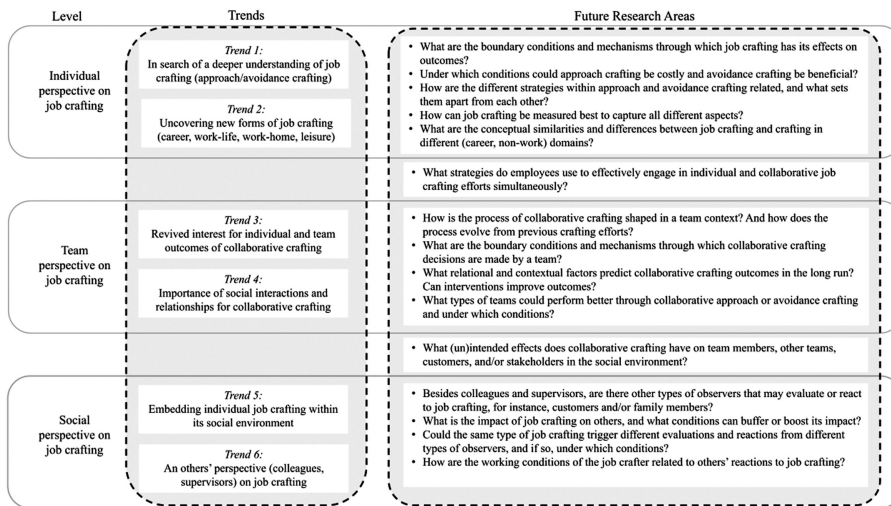 Level
Trends
Future Research Areas
Individual
perspective on
job crafting
Trend 1:
In search of a deeper understanding of job
crafting (approach/avoidance crafting)
Trend 2:
Uncovering new forms of job crafting
(career, work-life, work-home, leisure)
• What are the boundary conditions and mechanisms through which job crafting has its effects on
outcomes?
• Under which conditions could approach crafting be costly and avoidance crafting be beneficial?
• How are the different strategies within approach and avoidance crafting related, and what sets
them apart from each other?
• How can job crafting be measured best to capture all different aspects?
• What are the conceptual similarities and differences between job crafting and crafting in
different (career, non-work) domains?
• What strategies do employees use to effectively engage in individual and collaborative job
crafting efforts simultaneously?
Team
perspective on
job crafting
Trend 3:
Revived interest for individual and team
outcomes of collaborative crafting
Trend 4:
Importance of social interactions and
relationships for collaborative crafting
• How is the process of collaborative crafting shaped in a team context? And how does the
process evolve from previous crafting efforts?
• What are the boundary conditions and mechanisms through which collaborative crafting
decisions are made by a team?
• What relational and contextual factors predict collaborative crafting outcomes in the long run?
Can interventions improve outcomes?
• What types of teams could perform better through collaborative approach or avoidance crafting
and under which conditions?
• What (un)intended effects does collaborative crafting have on team members, other teams,
customers, and/or stakeholders in the social environment?
Social
perspective on
job crafting
Trend 5:
Embedding individual job crafting within
its social environment
Trend 6:
An others' perspective (colleagues,
supervisors) on job crafting
• Besides colleagues and supervisors, are there other types of observers that may evaluate or react
to job crafting, for instance, customers and/or family members?
• What is the impact of job crafting on others, and what conditions can buffer or boost its impact?
• Could the same type of job crafting trigger different evaluations and reactions from different
types of observers, and if so, under which conditions?
• How are the working conditions of the job crafter related to others' reactions to job crafting?